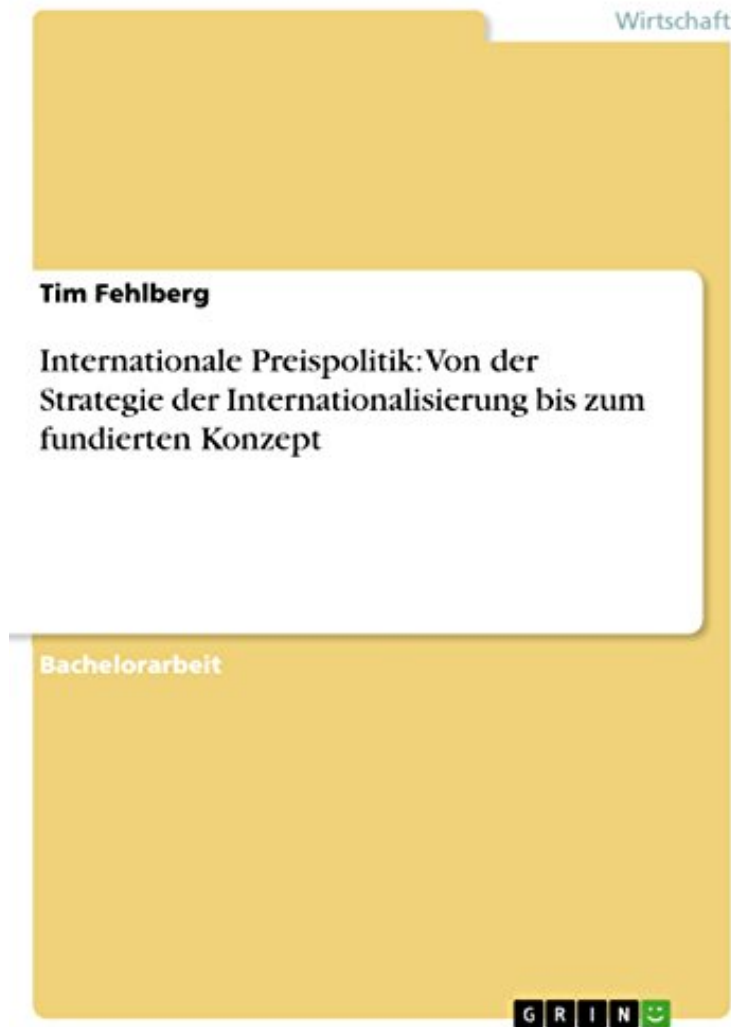 Wirtschaft
Tim Fehlberg
Internationale Preispolitik: Von der
Strategie der Internationalisierung bis zum
fundierten Konzept
Bachelorarbeit
GRIN